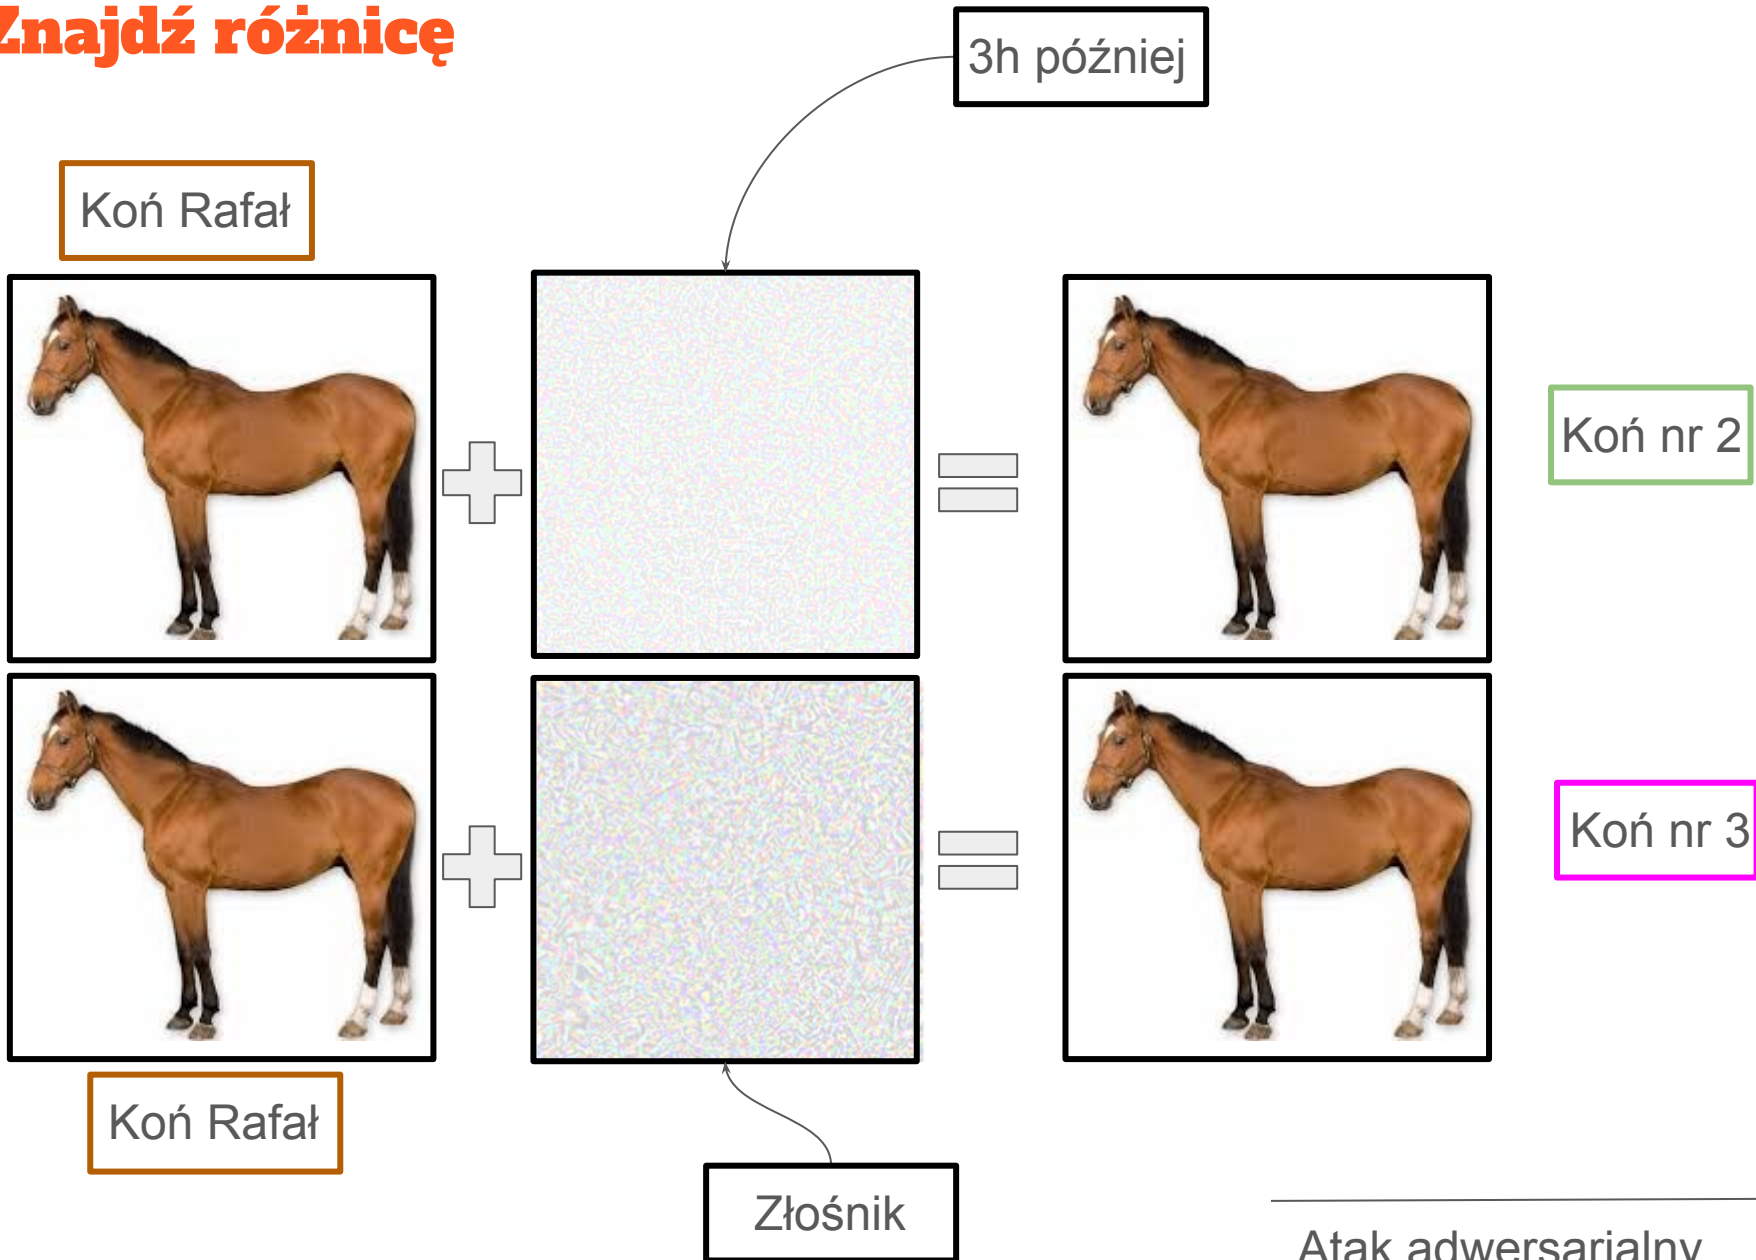 Znajdź różnicę
3h później
Koń Rafał
Koń nr 2
Koń nr 3
Koń Rafał
Złośnik
Atak adwersarialny